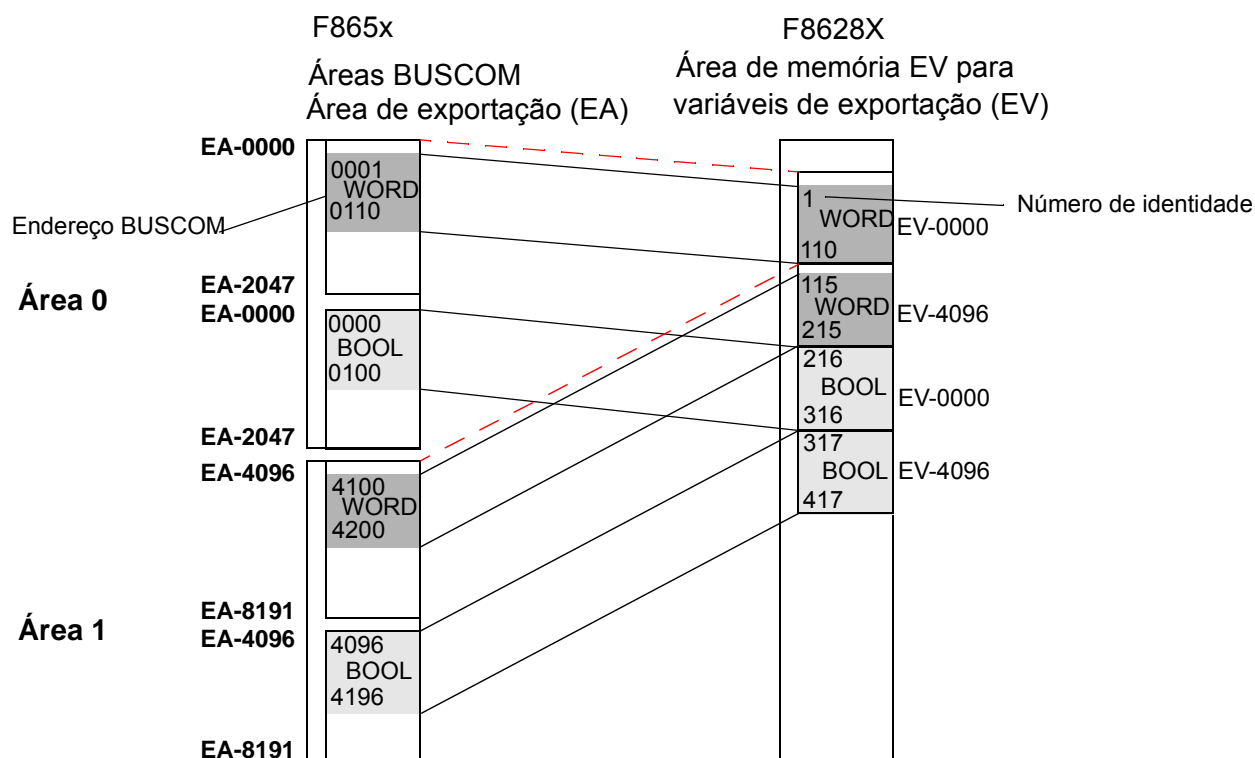 F865x
Áreas BUSCOM
Área de exportação (EA)
F8628X
Área de memória EV para
variáveis de exportação (EV)
EA-0000
0001
WORD
0110
Endereço BUSCOM
Área 0
EA-2047
EA-0000
0000
BOOL
0100
EA-2047
EA-4096
4100
WORD
4200
Área 1
EA-8191
EA-4096
4096
BOOL
4196
EA-8191
1
WORD
110
EV-0000
Número de identidade
115
WORD
215
EV-4096
216
BOOL
316
EV-0000
317
BOOL
417
EV-4096